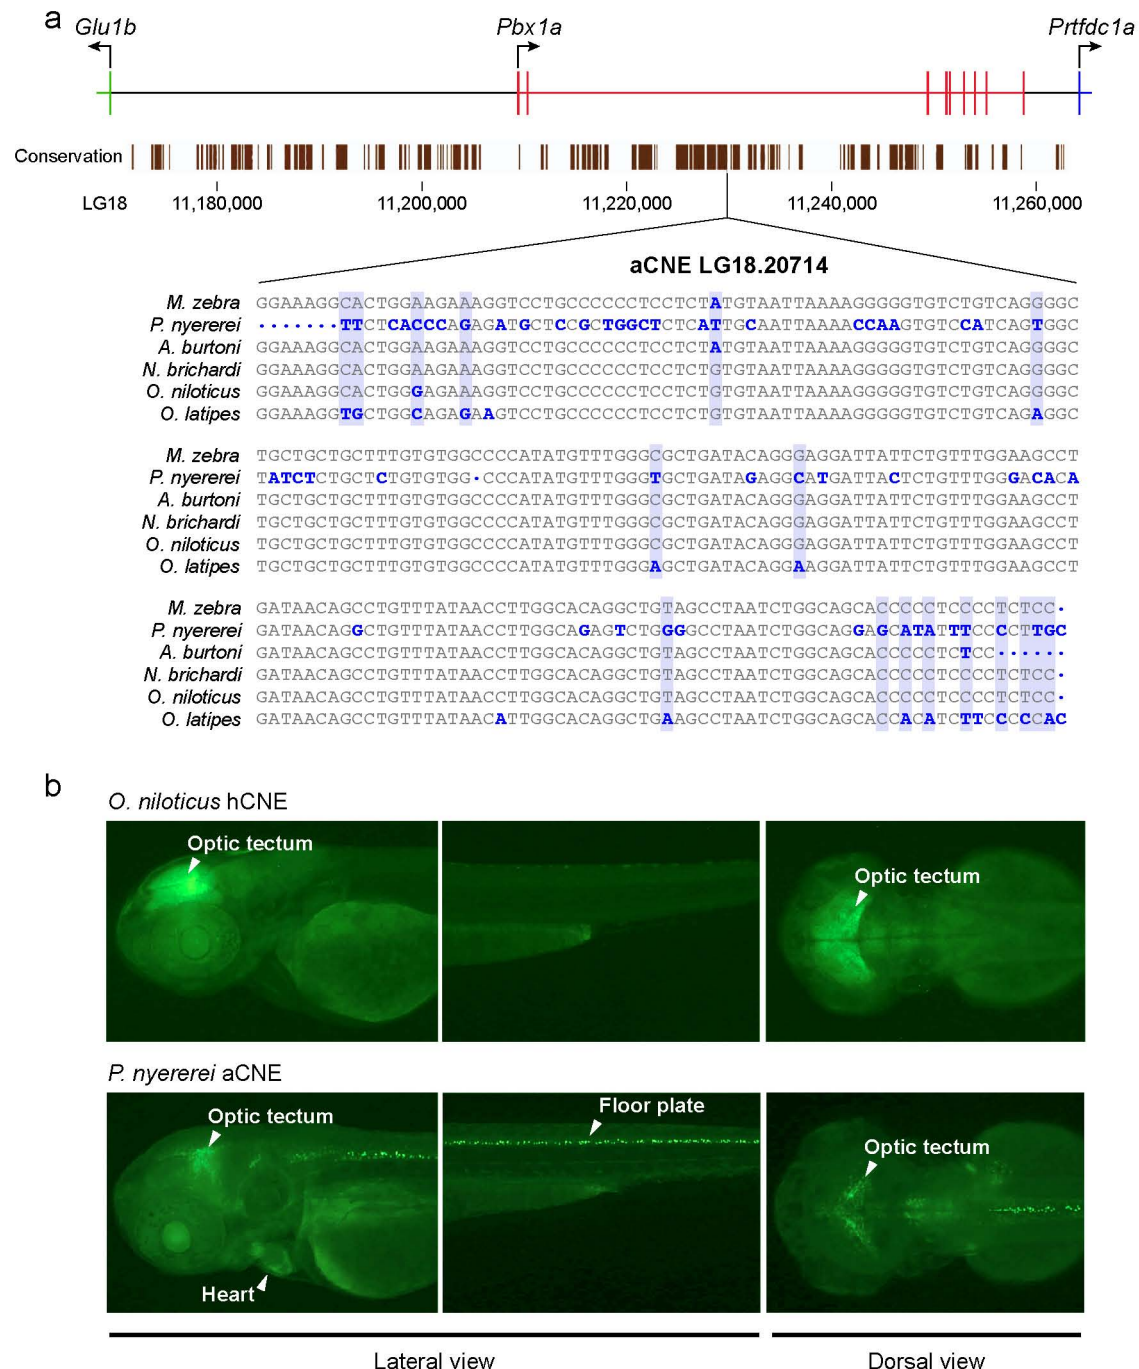 a
Glu1b Pbx1a Prtfdc1a
Conservation
LG18 11,180,000 11,200,000 11,220,000 11,240,000 11,260,000
aCNE LG18.20714
M. zebra GGAAAGGCACTGGAAGAAAGGTCCTGCCCCCCTCCTCTATGTAATTAAAAGGGGGTGTCTGTCAGGGGC
P. nyererei ·······TTCTCACCCAGAGATGCTCCGCTGGCTCTCATTGCAATTAAAACCAAGTGTCCATCAGTGGC
A. burtoni GGAAAGGCACTGGAAGAAAGGTCCTGCCCCCCTCCTCTATGTAATTAAAAGGGGGTGTCTGTCAGGGGC
N. brichardi GGAAAGGCACTGGAAGAAAGGTCCTGCCCCCCTCCTCTGTGTAATTAAAAGGGGGTGTCTGTCAGGGGC
O. niloticus GGAAAGGCACTGGGAGAAAGGTCCTGCCCCCCTCCTCTGTGTAATTAAAAGGGGGTGTCTGTCAGGGGC
O. latipes GGAAAGGTGCTGGCAGAGAAGTCCTGCCCCCCTCCTCTGTGTAATTAAAAGGGGGTGTCTGTCAGAGGC
M. zebra TGCTGCTGCTTTGTGTGGCCCCATATGTTTGGGCGCTGATACAGGGAGGATTATTCTGTTTGGAAGCCT
P. nyererei TATCTCTGCTCTGTGTGG·CCCATATGTTTGGGTGCTGATAGAGGCATGATTACTCTGTTTGGGACACA
A. burtoni TGCTGCTGCTTTGTGTGGCCCCATATGTTTGGGCGCTGATACAGGGAGGATTATTCTGTTTGGAAGCCT
N. brichardi TGCTGCTGCTTTGTGTGGCCCCATATGTTTGGGCGCTGATACAGGGAGGATTATTCTGTTTGGAAGCCT
O. niloticus TGCTGCTGCTTTGTGTGGCCCCATATGTTTGGGCGCTGATACAGGGAGGATTATTCTGTTTGGAAGCCT
O. latipes TGCTGCTGCTTTGTGTGGCCCCATATGTTTGGGAGCTGATACAGGAAGGATTATTCTGTTTGGAAGCCT
M. zebra GATAACAGCCTGTTTATAACCTTGGCACAGGCTGTAGCCTAATCTGGCAGCACCCCCTCCCCTCTCC·
P. nyererei GATAACAGGCTGTTTATAACCTTGGCAGAGTCTGGGGCCTAATCTGGCAGGAGCATATTTCCCCTTGC
A. burtoni GATAACAGCCTGTTTATAACCTTGGCACAGGCTGTAGCCTAATCTGGCAGCACCCCCTCTCC······
N. brichardi GATAACAGCCTGTTTATAACCTTGGCACAGGCTGTAGCCTAATCTGGCAGCACCCCCTCCCCTCTCC·
O. niloticus GATAACAGCCTGTTTATAACCTTGGCACAGGCTGTAGCCTAATCTGGCAGCACCCCCTCCCCTCTCC·
O. latipes GATAACAGCCTGTTTATAACATTGGCACAGGCTGAAGCCTAATCTGGCAGCACCACATCTTCCCCCAC
b
O. niloticus hCNE
Optic tectum Optic tectum
P. nyererei aCNE
Optic tectum Floor plate Optic tectum
Heart
Lateral view Dorsal view